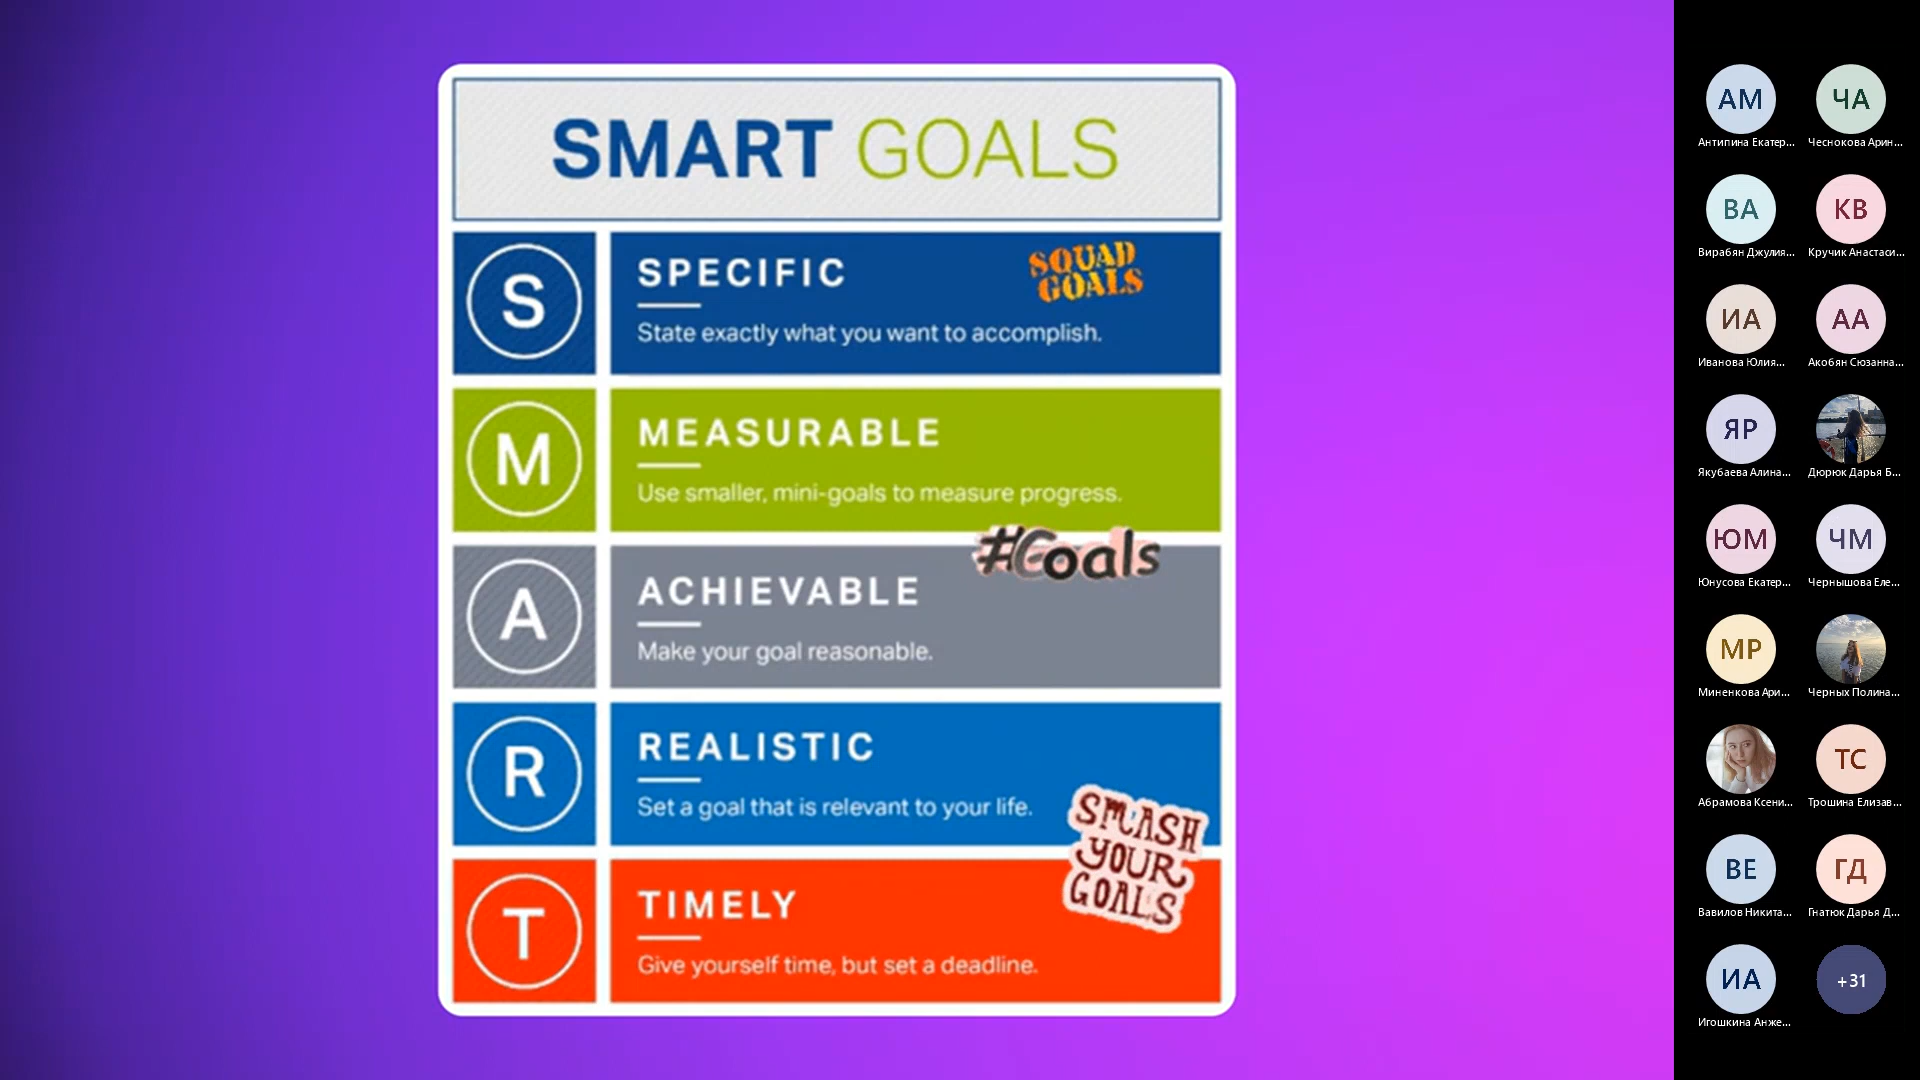 SMART GOALS
S
SPECIFIC
SQUAD
GOALS
State exactly what you want to accomplish.
M
MEASURABLE
Use smaller, mini-goals to measure progress.
#Goals
A
ACHIEVABLE
Make your goal reasonable.
R
REALISTIC
Set a goal that is relevant to your life.
SMASH
YOUR
GOALS
T
TIMELY
Give yourself time, but set a deadline.
АМ ЧА
Антипина Екатер... Чеснокова Арин...
ВА КВ
Вирабян Джулия... Кручик Анастаси...
ИА АА
Иванова Юлия... Акобян Сюзанна...
ЯР
Якубаева Алина... Дюрюк Дарья Б...
ЮМ ЧМ
Юнусова Екатер... Чернышова Еле...
МР
Миненкова Ари... Черных Полина...
ТС
Абрамова Ксени... Трошина Елизав...
ВЕ ГД
Вавилов Никита... Гнатюк Дарья Д...
ИА +31
Игошкина Анже...